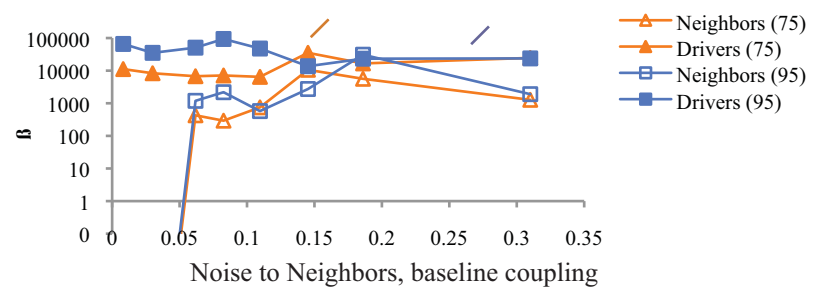 100000
10000
1000
100
10
1
0
ß
0 0.05 0.1 0.15 0.2 0.25 0.3 0.35
Noise to Neighbors, baseline coupling
Neighbors (75)
Drivers (75)
Neighbors (95)
Drivers (95)